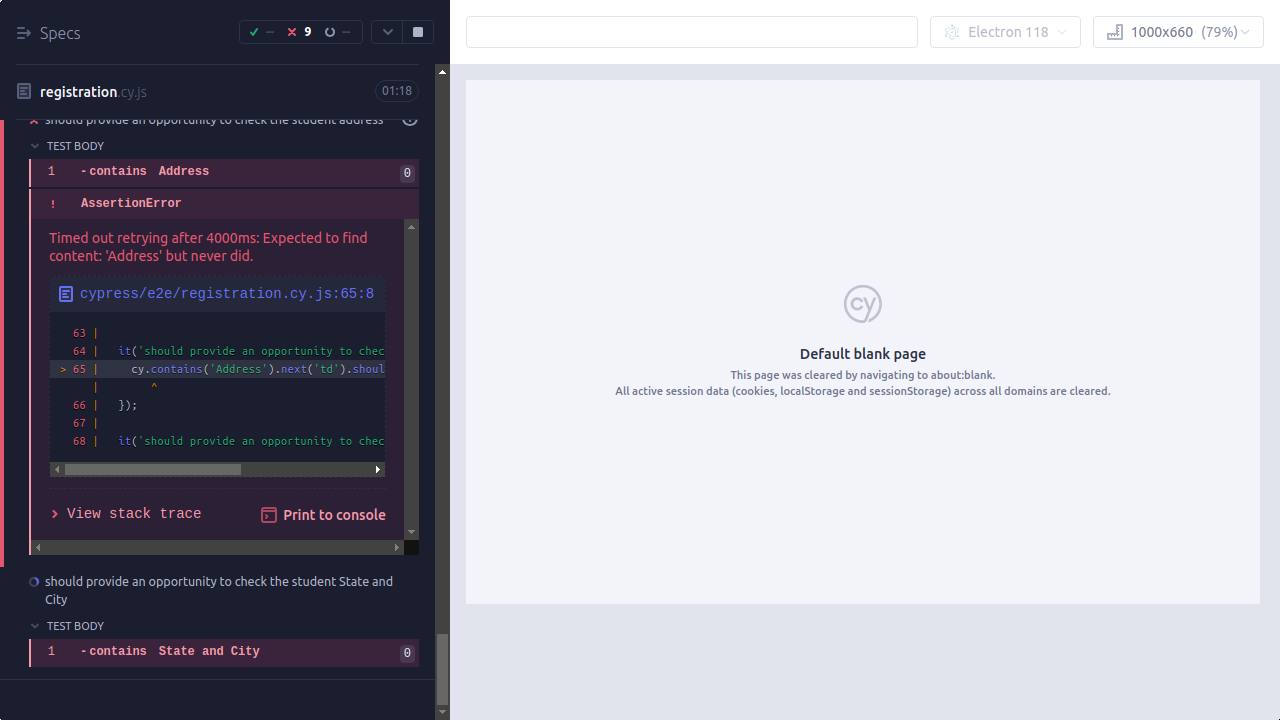 Specs
--
9
--
Electron 118
1000x660 (79%)
registration.cy.js
01:18
should provide an opportunity to check the student address
TEST BODY
1 -contains Address 0
! AssertionError
Timed out retrying after 4000ms: Expected to find
content: 'Address' but never did.
cypress/e2e/registration.cy.js:65:8
63 |
64 | it('should provide an opportunity to chec
> 65 | cy.contains('Address').next('td').shoul
| ^
66 | });
67 |
68 | it('should provide an opportunity to chec
> View stack trace
Print to console
should provide an opportunity to check the student State and
City
TEST BODY
1 -contains State and City 0
cy
Default blank page
This page was cleared by navigating to about:blank.
All active session data (cookies, localStorage and sessionStorage) across all domains are cleared.